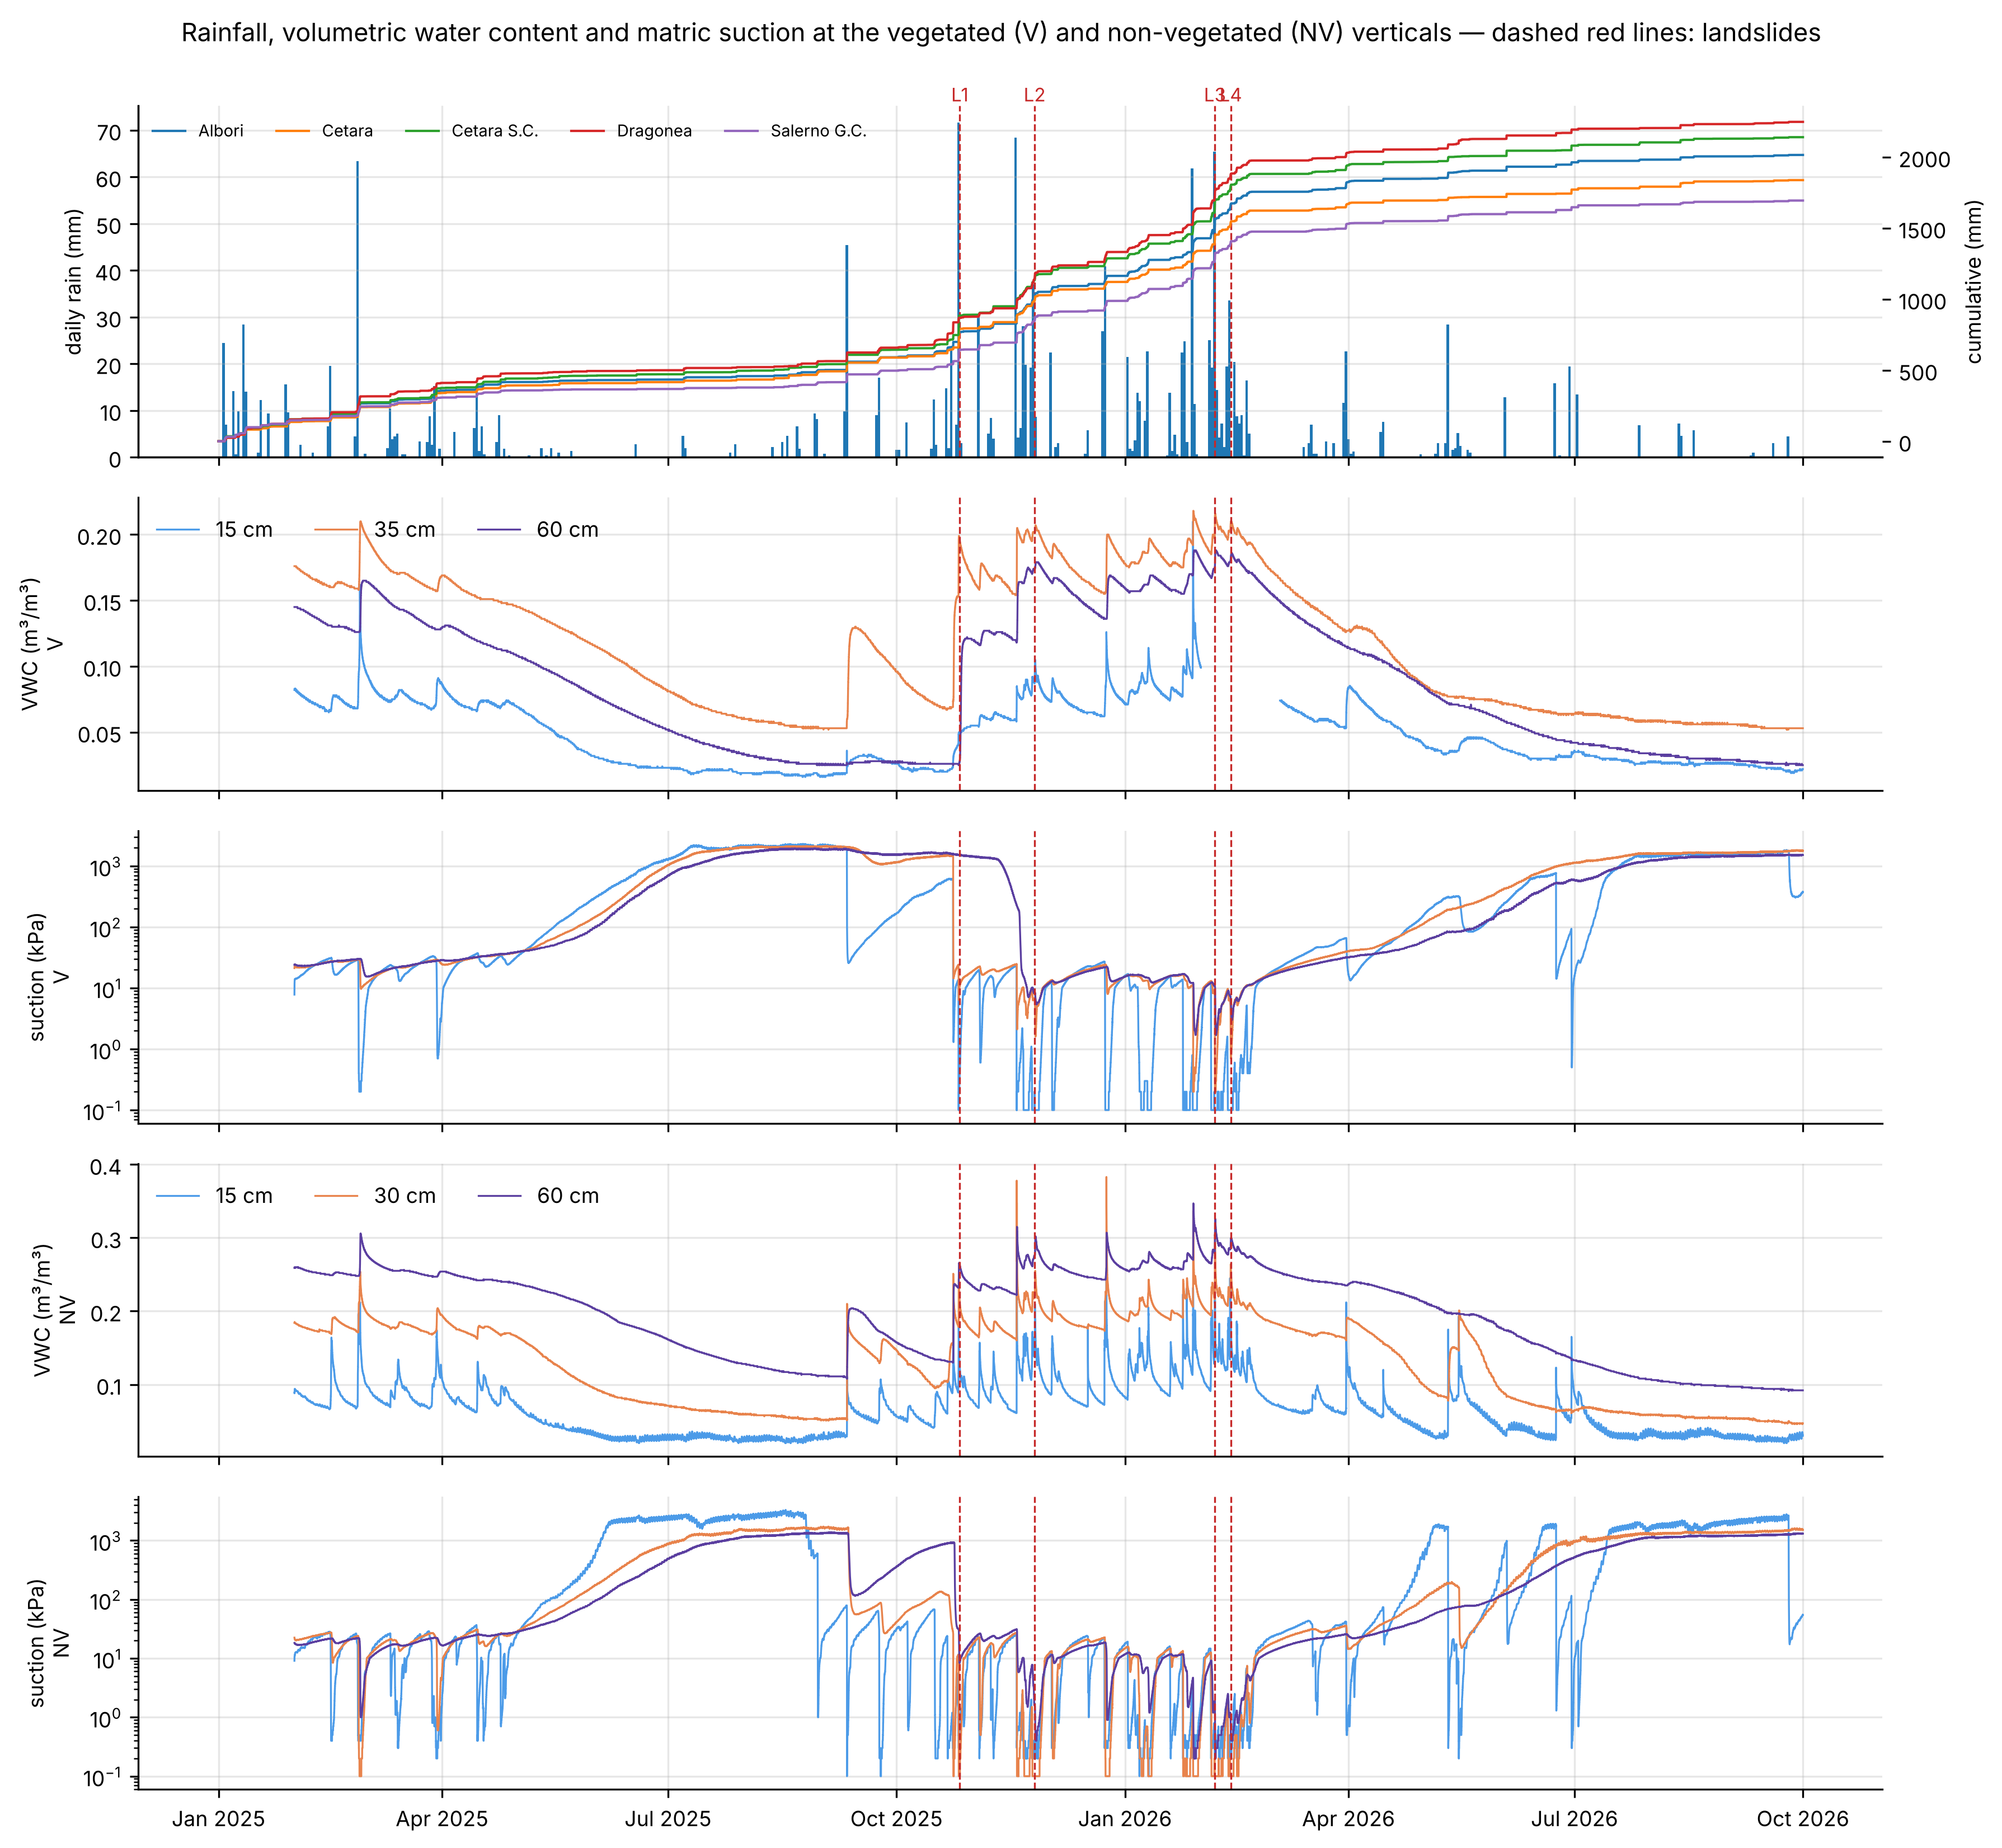 Rainfall, volumetric water content and matric suction at the vegetated (V) and non-vegetated (NV) verticals — dashed red lines: landslides
L1 L2 L3 L4
Albori Cetara Cetara S.C. Dragonea Salerno G.C.
daily rain (mm)
70
60
50
40
30
20
10
0
cumulative (mm)
2000
1500
1000
500
0
15 cm 35 cm 60 cm
VWC (m³/m³)
V
0.20
0.15
0.10
0.05
suction (kPa)
V
10³
10²
10¹
10⁰
10⁻¹
15 cm 30 cm 60 cm
VWC (m³/m³)
NV
0.4
0.3
0.2
0.1
suction (kPa)
NV
10³
10²
10¹
10⁰
10⁻¹
Jan 2025 Apr 2025 Jul 2025 Oct 2025 Jan 2026 Apr 2026 Jul 2026 Oct 2026